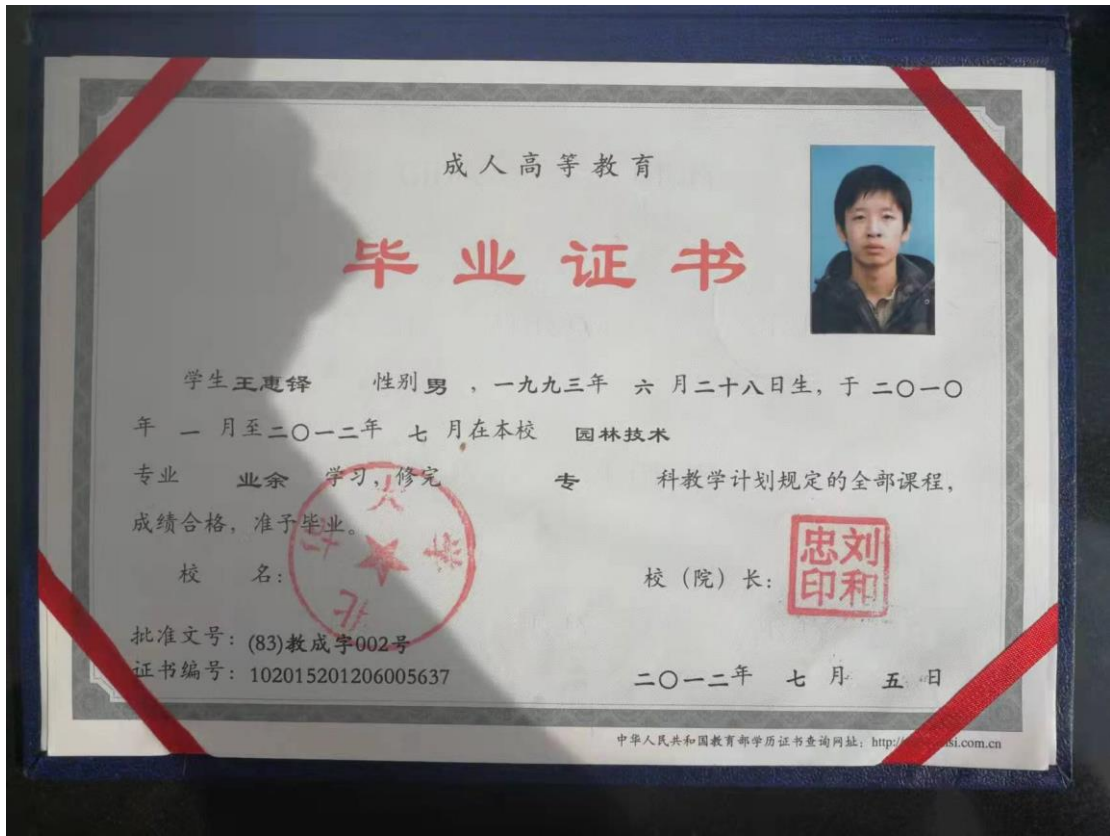 成人高等教育
毕业证书
学生 王惠铎 性别 男 ，一九九三年 六 月二十八日生，于 二〇一〇
年 一 月至二〇一二年 七 月在本校 园林技术
专业 业余 学习，修完 专 科教学计划规定的全部课程，
成绩合格，准予毕业。
北华大学
校 名： 校（院）长： 刘和忠印
批准文号：(83)教成字002号
证书编号：102015201206005637
二〇一二年 七 月 五 日
中华人民共和国教育部学历证书查询网址：http:// si.com.cn